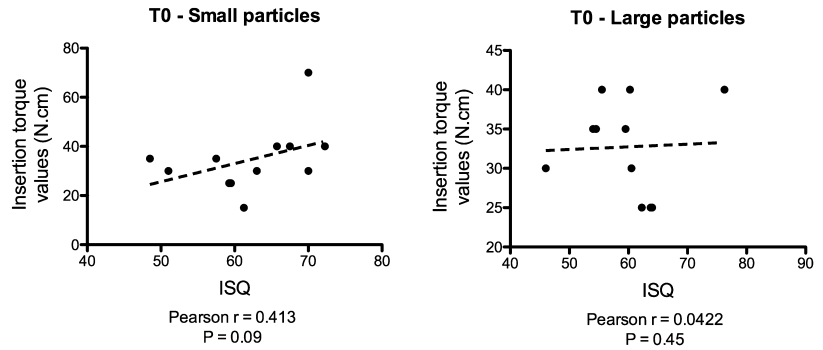 T0 - Small particles
80
60
40
20
0
Insertion torque
values (N.cm)
40 50 60 70 80
ISQ
Pearson r = 0.413
P = 0.09
T0 - Large particles
45
40
35
30
25
20
Insertion torque
values (N.cm)
40 50 60 70 80 90
ISQ
Pearson r = 0.0422
P = 0.45